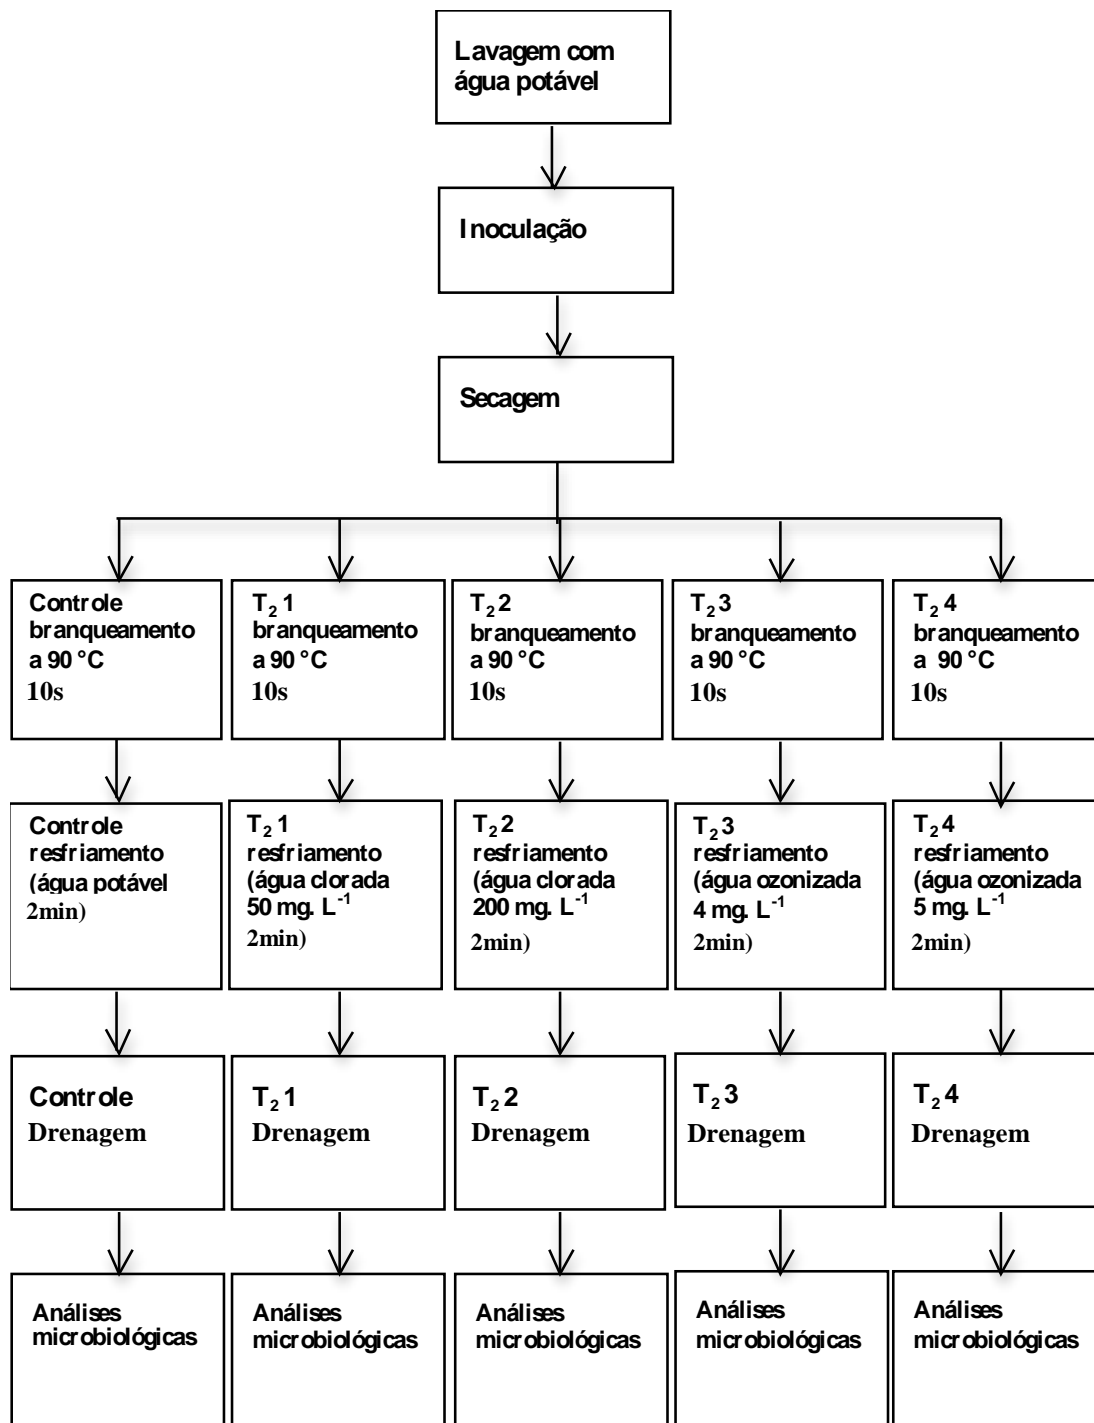 Lavagem com
água potável
Inoculação
Secagem
Controle
branqueamento
a 90 °C
10s
T₂ 1
branqueamento
a 90 °C
10s
T₂ 2
branqueamento
a 90 °C
10s
T₂ 3
branqueamento
a 90 °C
10s
T₂ 4
branqueamento
a 90 °C
10s
Controle
resfriamento
(água potável
2min)
T₂ 1
resfriamento
(água clorada
50 mg. L⁻¹
2min)
T₂ 2
resfriamento
(água clorada
200 mg. L⁻¹
2min)
T₂ 3
resfriamento
(água ozonizada
4 mg. L⁻¹
2min)
T₂ 4
resfriamento
(água ozonizada
5 mg. L⁻¹
2min)
Controle
Drenagem
T₂ 1
Drenagem
T₂ 2
Drenagem
T₂ 3
Drenagem
T₂ 4
Drenagem
Análises
microbiológicas
Análises
microbiológicas
Análises
microbiológicas
Análises
microbiológicas
Análises
microbiológicas